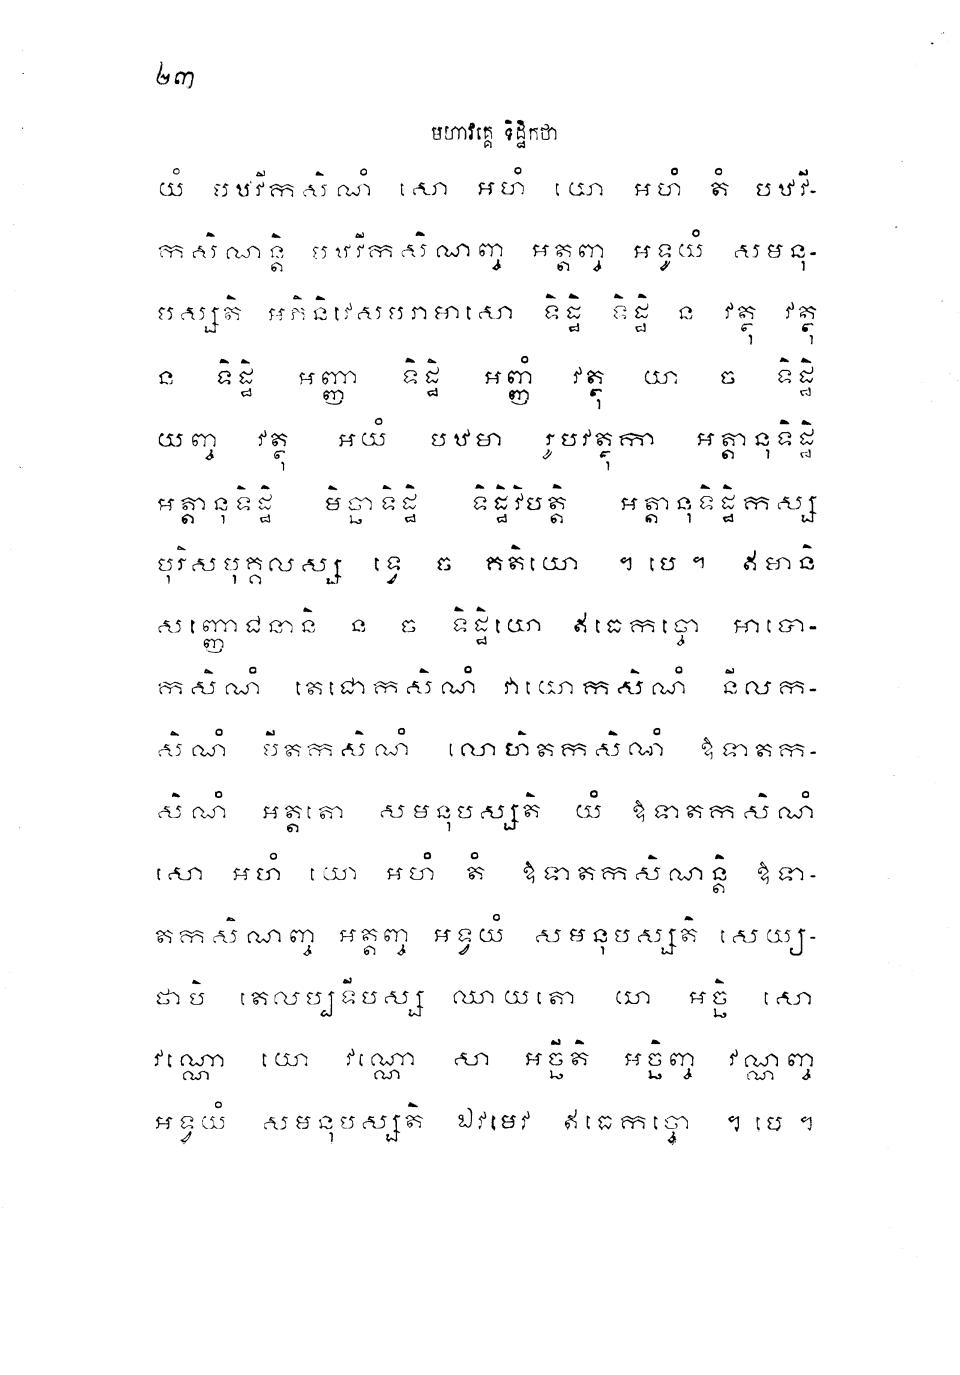 ២៣
មហាវគ្គេ ទិដ្ឋិកថា
យំ បឋវីកសិណំ សោ អហំ យោ អហំ តំ បឋវី-
កសិណន្តិ បឋវីកសិណញ្ច អត្តញ្ច អទ្វយំ សមនុ-
បស្សតិ អភិនិវេសបរាមាសោ ទិដ្ឋិ ទិដ្ឋិ ន វត្ថុ វត្ថុ
ន ទិដ្ឋិ អញ្ញា ទិដ្ឋិ អញ្ញំ វត្ថុ យា ច ទិដ្ឋិ
យញ្ច វត្ថុ អយំ បឋមា រូបវត្ថុកា អត្តានុទិដ្ឋិ
អត្តានុទិដ្ឋិ មិច្ឆាទិដ្ឋិ ទិដ្ឋិវិបត្តិ អត្តានុទិដ្ឋិកស្ស
បុរិសបុគ្គលស្ស ទ្វេ ច គតិយោ ។ បេ ។ ឥមានិ
សញ្ញោជនានិ ន ច ទិដ្ឋិយោ ឥធេកច្ចោ អាបោ-
កសិណំ តេជោកសិណំ វាយោកសិណំ នីលក-
សិណំ បីតកកសិណំ លោហិតកកសិណំ ឱទាតក-
សិណំ អត្តតោ សមនុបស្សតិ យំ ឱទាតកសិណំ
សោ អហំ យោ អហំ តំ ឱទាតកកសិណន្តិ ឱទា-
តកសិណញ្ច អត្តញ្ច អទ្វយំ សមនុបស្សតិ សេយ្យ-
ថាបិ តេលប្បទីបស្ស ឈាយតោ យា អច្ចិ សោ
វណ្ណោ យោ វណ្ណោ សា អច្ចីតិ អច្ចិញ្ច វណ្ណញ្ច
អទ្វយំ សមនុបស្សតិ ឯវមេវ ឥធេកច្ចោ ។ បេ ។